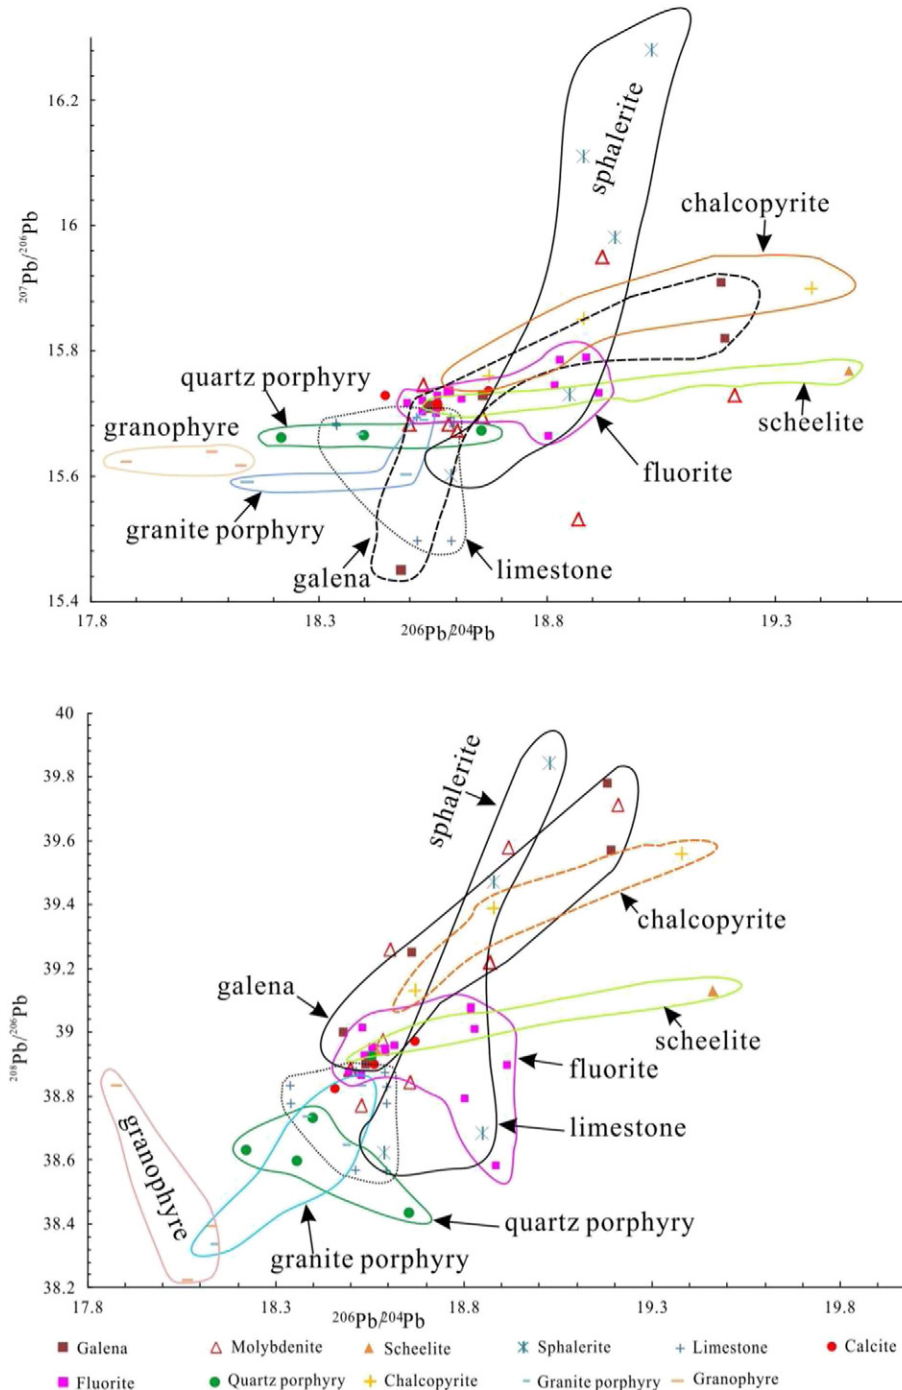 16.2
sphalerite
chalcopyrite
²⁰⁷Pb/²⁰⁶Pb
16
15.8
quartz porphyry
granophyre
scheelite
fluorite
15.6
granite porphyry
galena
limestone
15.4
17.8 18.3 18.8 19.3
²⁰⁶Pb/²⁰⁴Pb
40
39.8
sphalerite
39.6
39.4
chalcopyrite
39.2
galena
²⁰⁸Pb/²⁰⁶Pb
39
scheelite
fluorite
38.8
limestone
granophyre
38.6
quartz porphyry
38.4
granite porphyry
38.2
17.8 18.3 18.8 19.3 19.8
²⁰⁶Pb/²⁰⁴Pb
Galena Molybdenite Scheelite Sphalerite Limestone Calcite
Fluorite Quartz porphyry Chalcopyrite Granite porphyry Granophyre